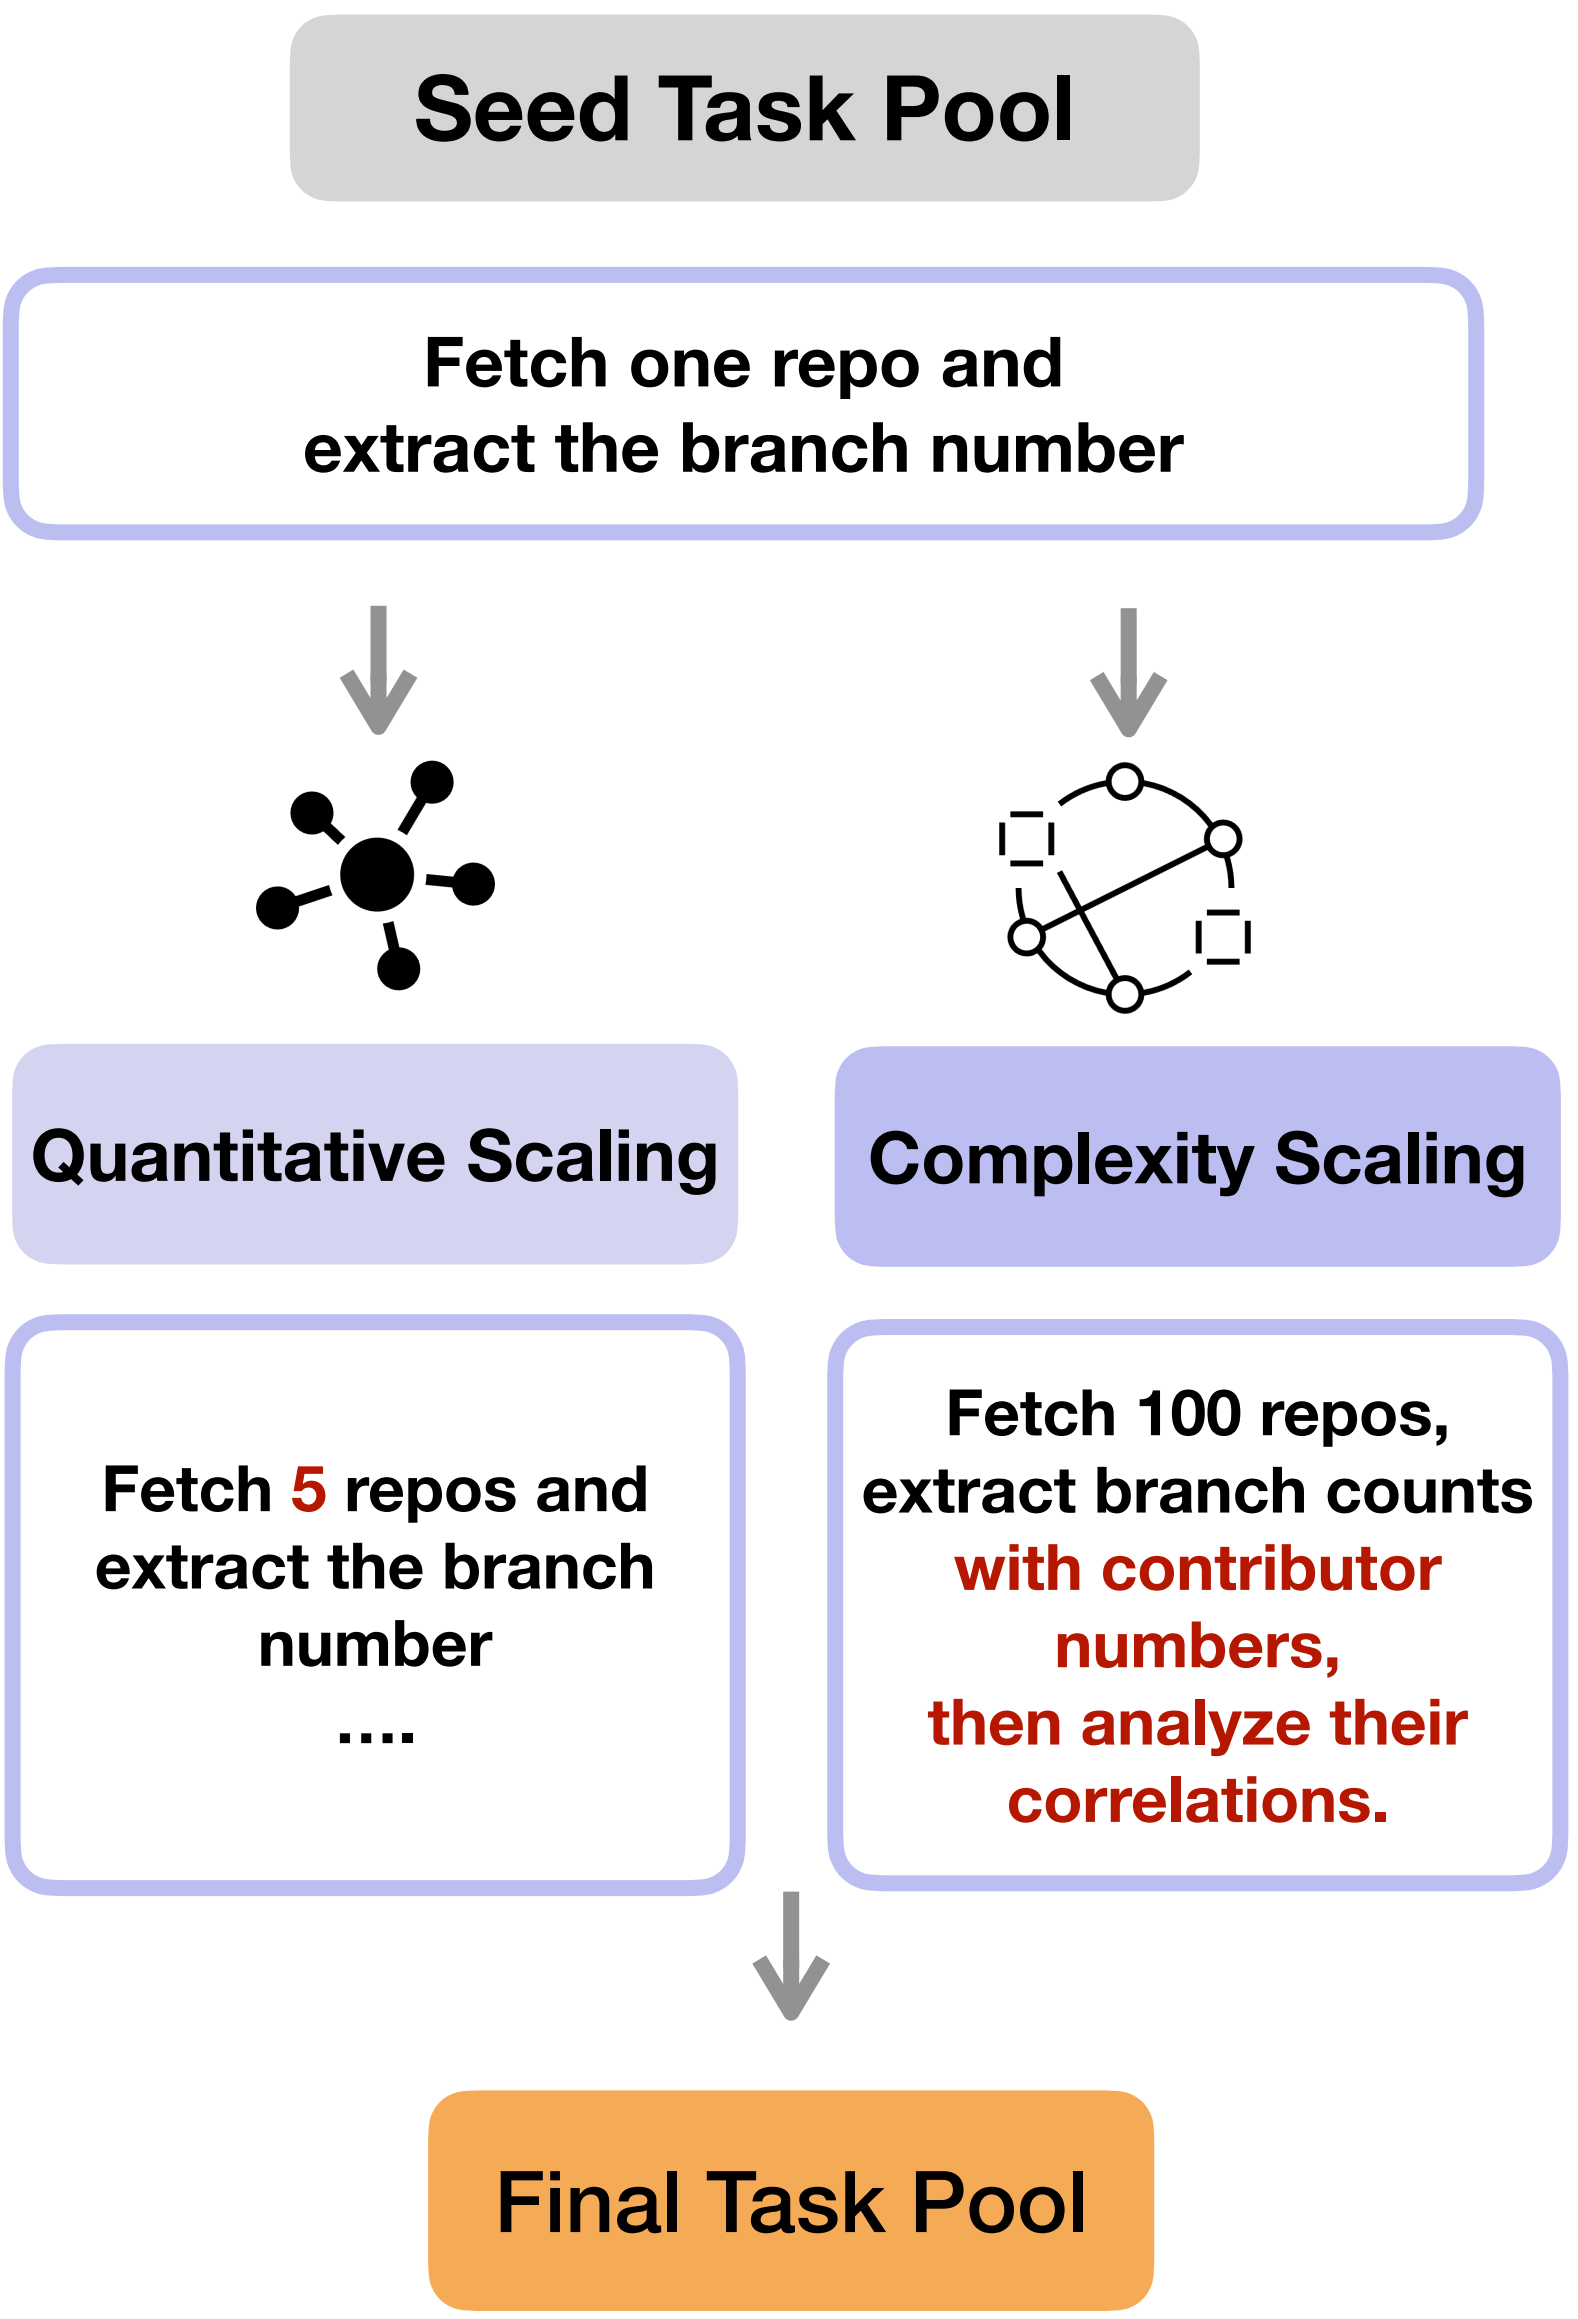 Seed Task Pool
Fetch one repo and
extract the branch number
Quantitative Scaling
Complexity Scaling
Fetch 5 repos and
extract the branch
number
....
Fetch 100 repos,
extract branch counts
with contributor
numbers,
then analyze their
correlations.
Final Task Pool